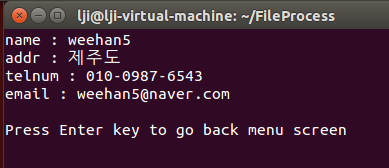 lji@lji-virtual-machine: ~/FileProcess
name : weehan5
addr : 제주도
telnum : 010-0987-6543
email : weehan5@naver.com
Press Enter key to go back menu screen